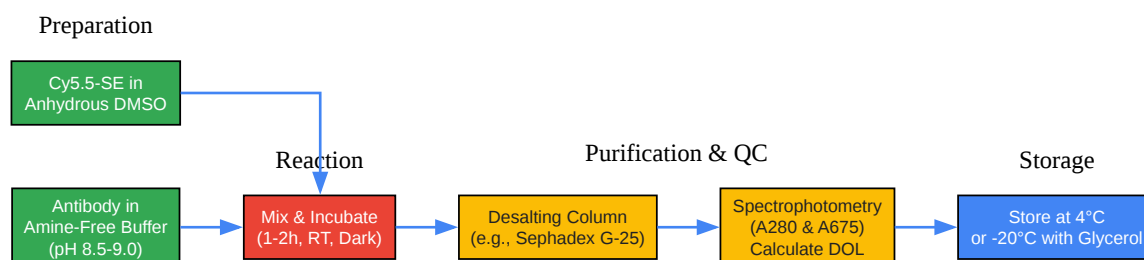 Preparation
Cy5.5-SE in
Anhydrous DMSO
Reaction
Purification & QC
Storage
Antibody in
Amine-Free Buffer
(pH 8.5-9.0)
Mix & Incubate
(1-2h, RT, Dark)
Desalting Column
(e.g., Sephadex G-25)
Spectrophotometry
(A280 & A675)
Calculate DOL
Store at 4°C
or -20°C with Glycerol